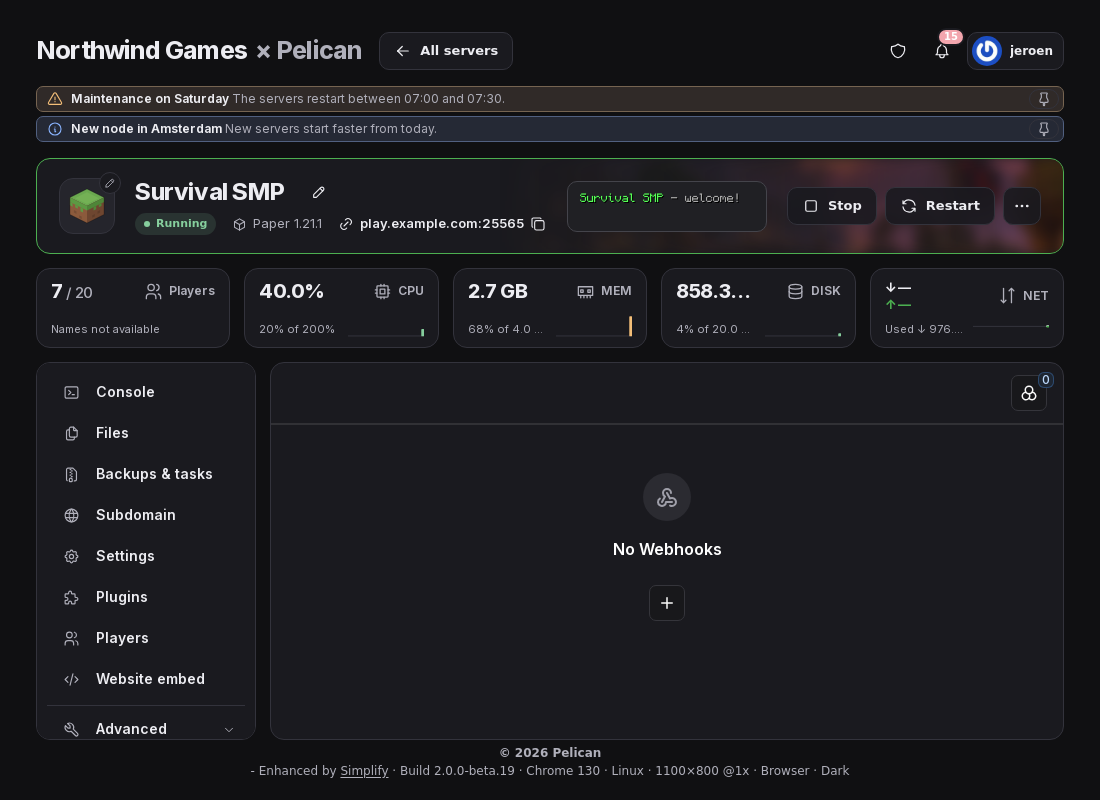 Northwind Games × Pelican
All servers
15
jeroen
Maintenance on Saturday The servers restart between 07:00 and 07:30.
New node in Amsterdam New servers start faster from today.
Survival SMP
Running
Paper 1.21.1
play.example.com:25565
Survival SMP – welcome!
Stop
Restart
7 / 20
Players
Names not available
40.0%
CPU
20% of 200%
2.7 GB
MEM
68% of 4.0 ...
858.3...
DISK
4% of 20.0 ...
↓—
↑—
NET
Used ↓ 976....
Console
Files
Backups & tasks
Subdomain
Settings
Plugins
Players
Website embed
Advanced
0
No Webhooks
© 2026 Pelican
- Enhanced by Simplify · Build 2.0.0-beta.19 · Chrome 130 · Linux · 1100×800 @1x · Browser · Dark